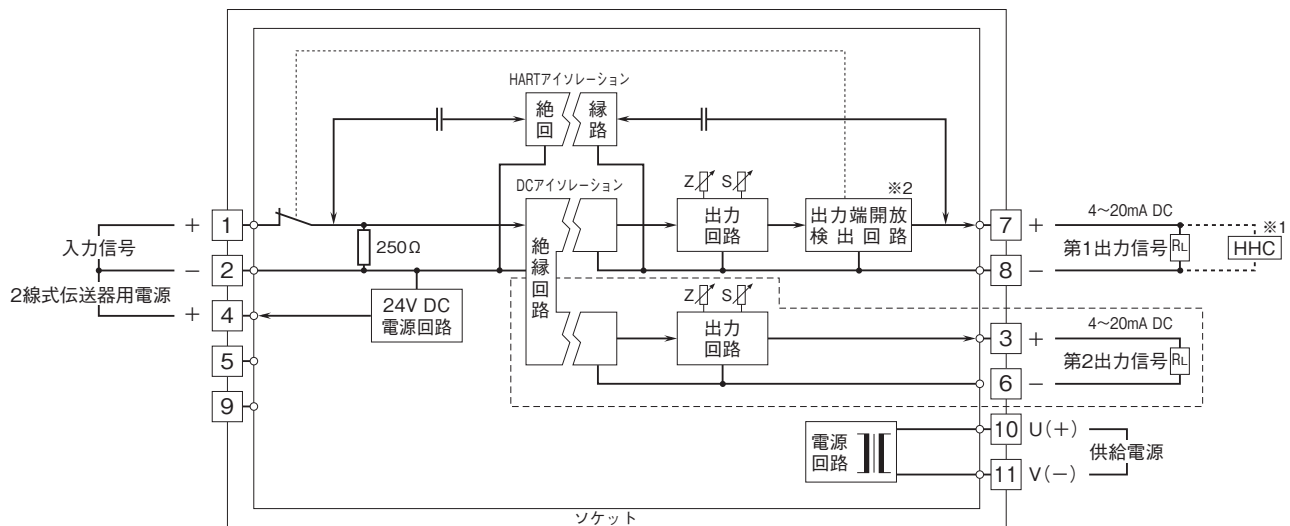 HARTアイソレーション
絶回
縁路
DCアイソレーション
Z S
※2
出力回路
出力端開放検出回路
1
+
入力信号
2
−
250Ω
絶縁回路
7
+
4~20mA DC
第1出力信号
RL
※1
HHC
8
−
2線式伝送器用電源
4
+
24V DC
電源回路
Z S
出力回路
3
+
4~20mA DC
第2出力信号
RL
6
−
5
9
電源回路
10
U(+)
供給電源
11
V(−)
ソケット